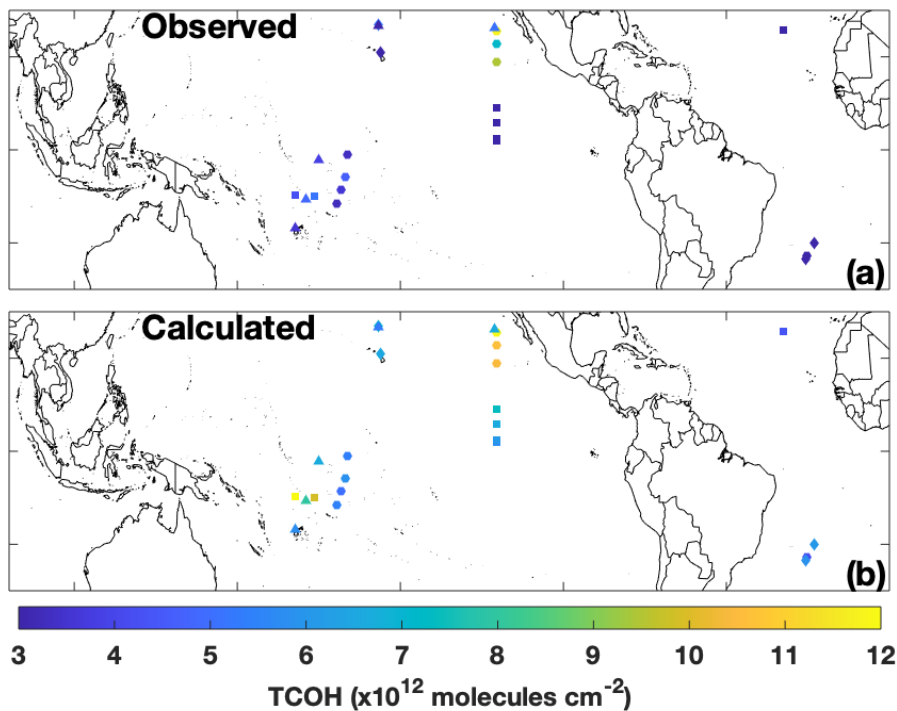 Observed
(a)
Calculated
(b)
3 4 5 6 7 8 9 10 11 12
TCOH (x10¹² molecules cm⁻²)